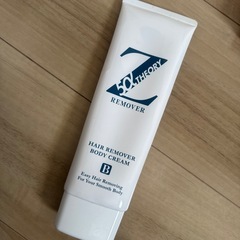 Z
50's THEORY
REMOVER
HAIR REMOVER
BODY CREAM
B
Easy Hair Removing
For Your Smooth Body